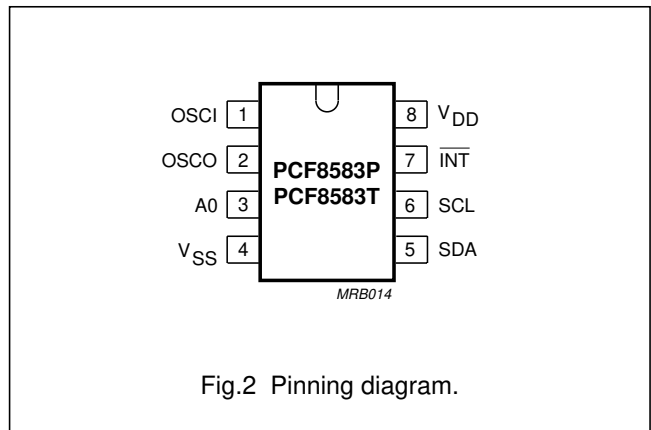 OSCI 1 8 VDD
OSCO 2 7 INT
PCF8583P
A0 3 PCF8583T 6 SCL
VSS 4 5 SDA
MRB014
Fig.2 Pinning diagram.